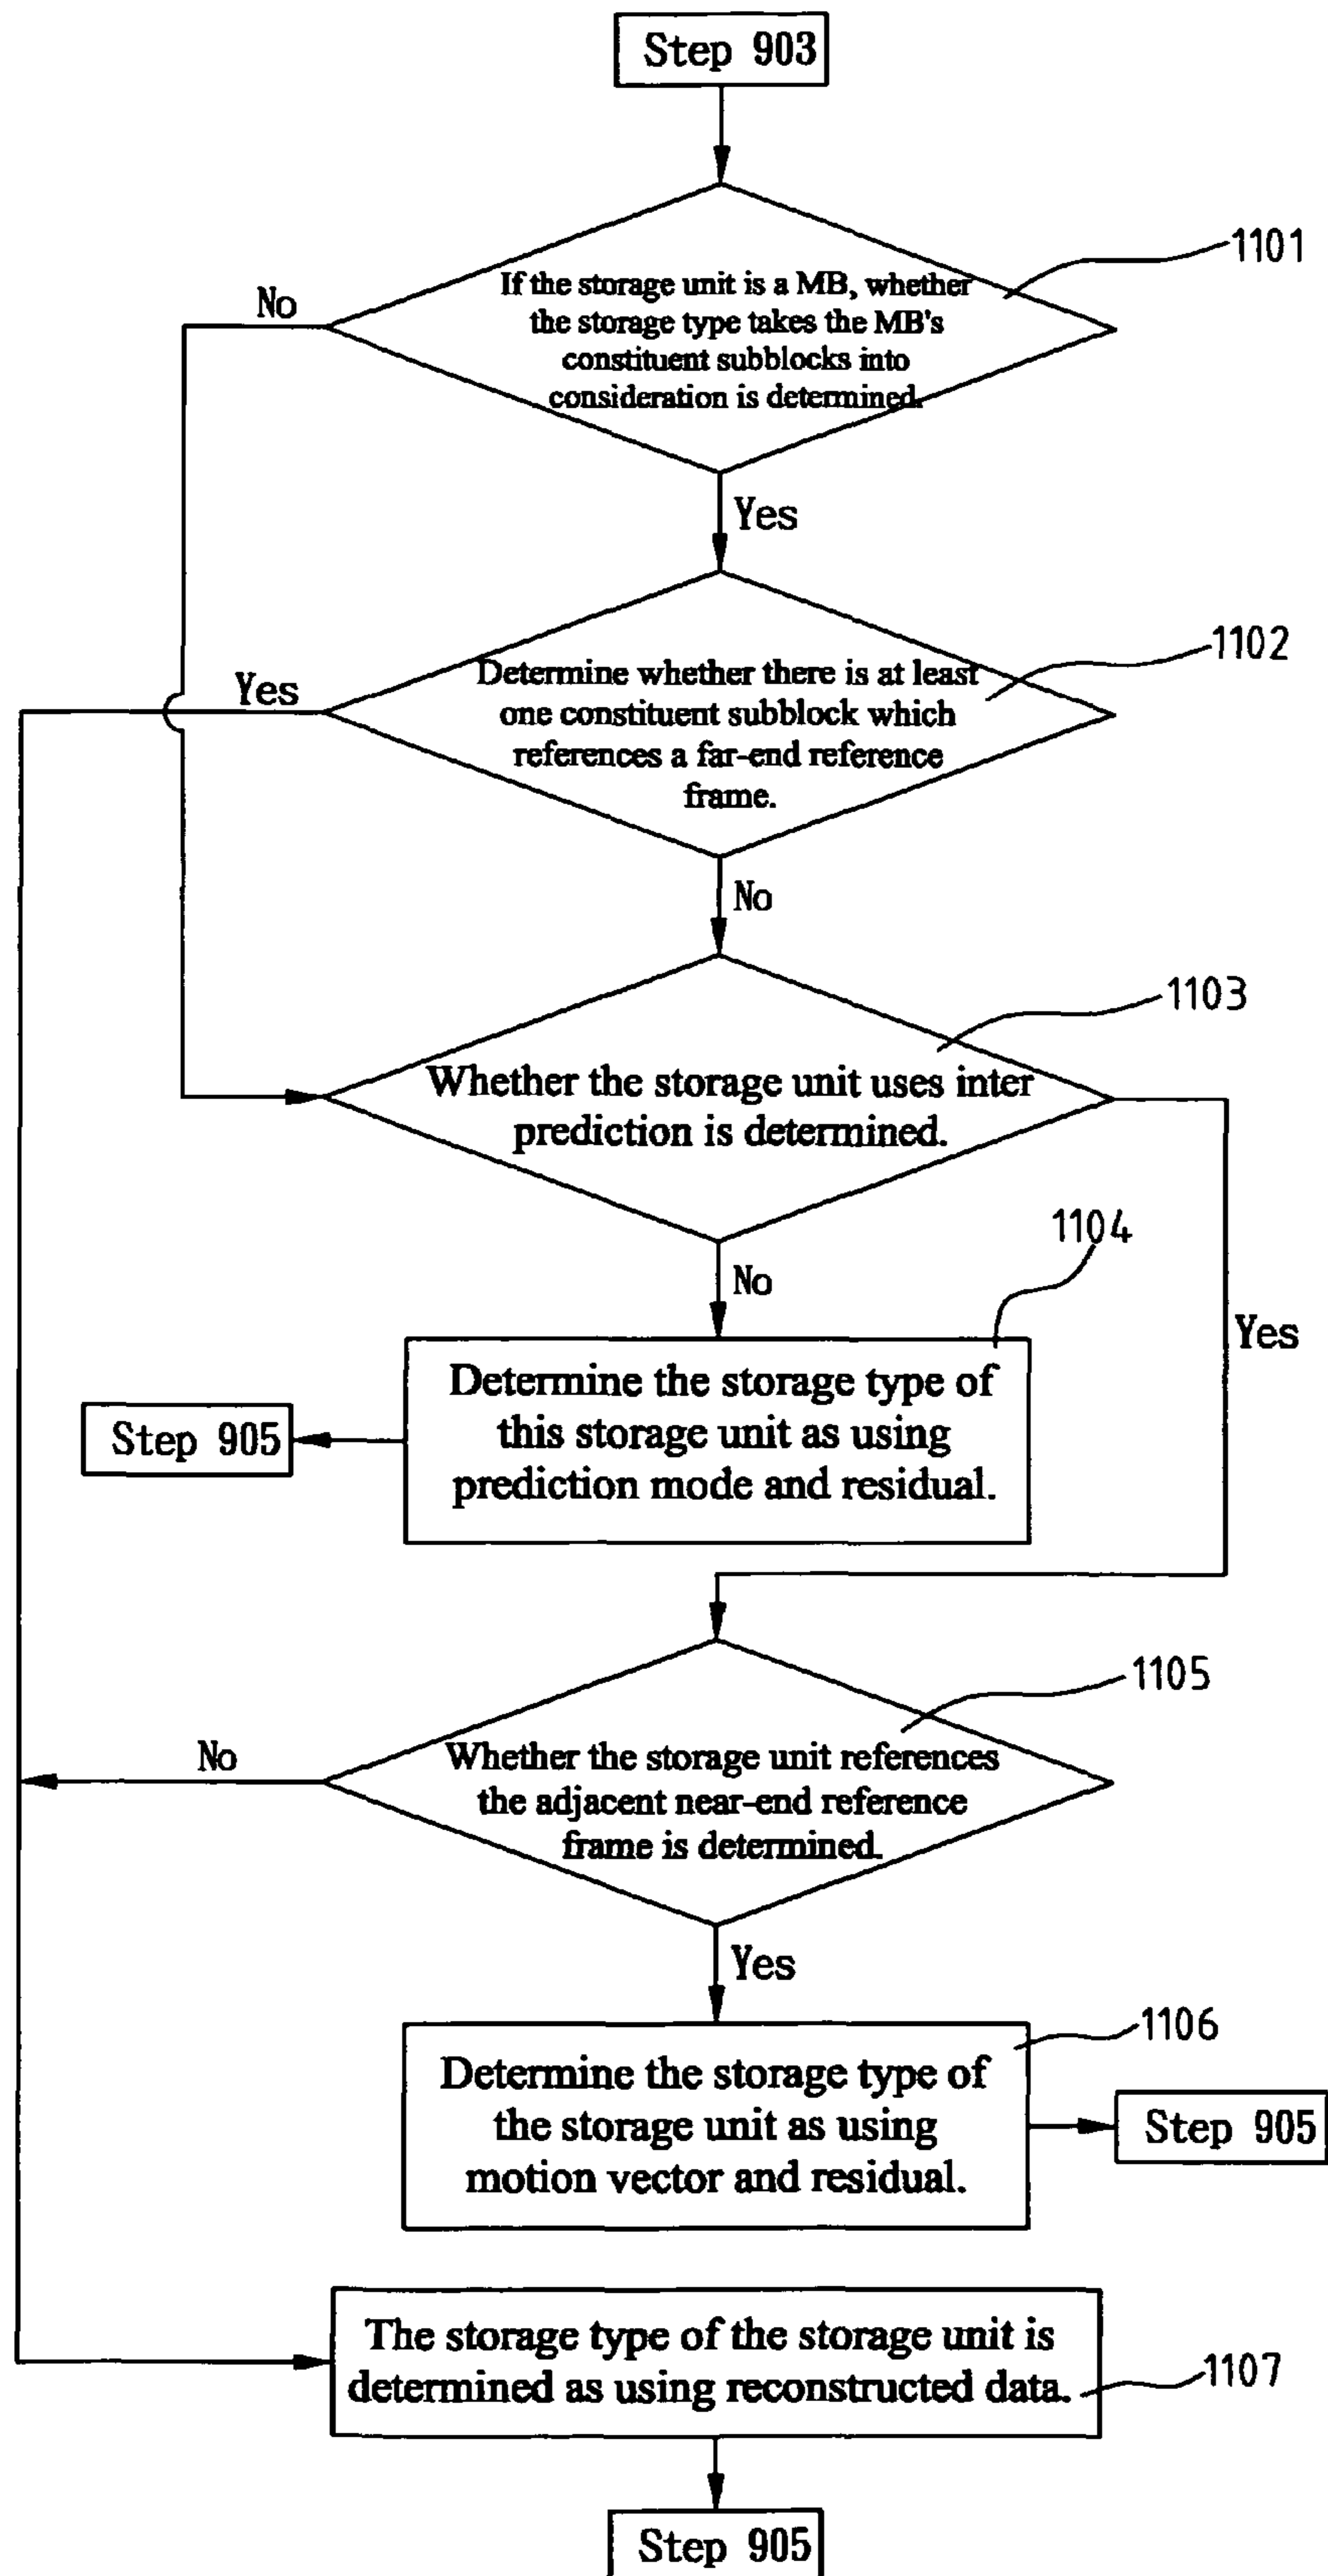 Step 903
1101
If the storage unit is a MB, whether
the storage type takes the MB's
constituent subblocks into
consideration is determined.
No
Yes
1102
Determine whether there is at least
one constituent subblock which
references a far-end reference
frame.
Yes
No
1103
Whether the storage unit uses inter
prediction is determined.
No
Yes
1104
Determine the storage type of
this storage unit as using
prediction mode and residual.
Step 905
1105
Whether the storage unit references
the adjacent near-end reference
frame is determined.
No
Yes
1106
Determine the storage type of
the storage unit as using
motion vector and residual.
Step 905
The storage type of the storage unit is
determined as using reconstructed data.
1107
Step 905